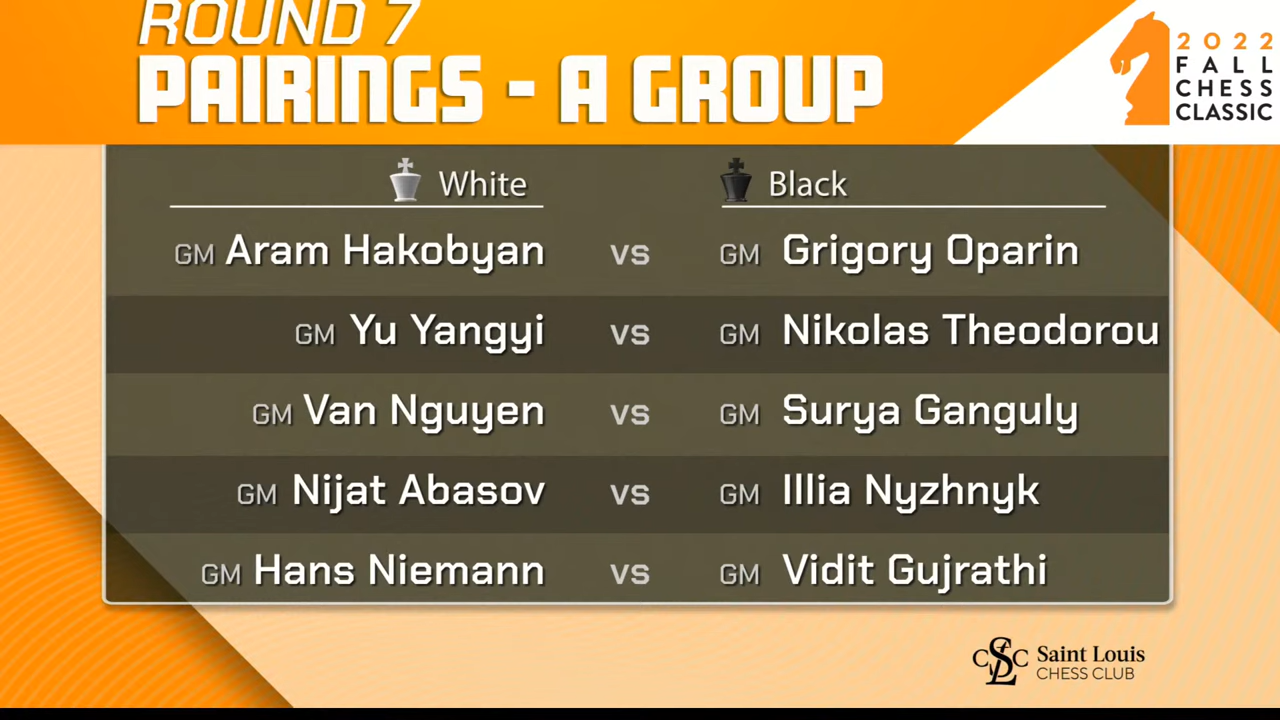 ROUND 7
PAIRINGS - A GROUP
2022
FALL
CHESS
CLASSIC
White Black
GM Aram Hakobyan vs GM Grigory Oparin
GM Yu Yangyi vs GM Nikolas Theodorou
GM Van Nguyen vs GM Surya Ganguly
GM Nijat Abasov vs GM Illia Nyzhnyk
GM Hans Niemann vs GM Vidit Gujrathi
CSLC Saint Louis
CHESS CLUB